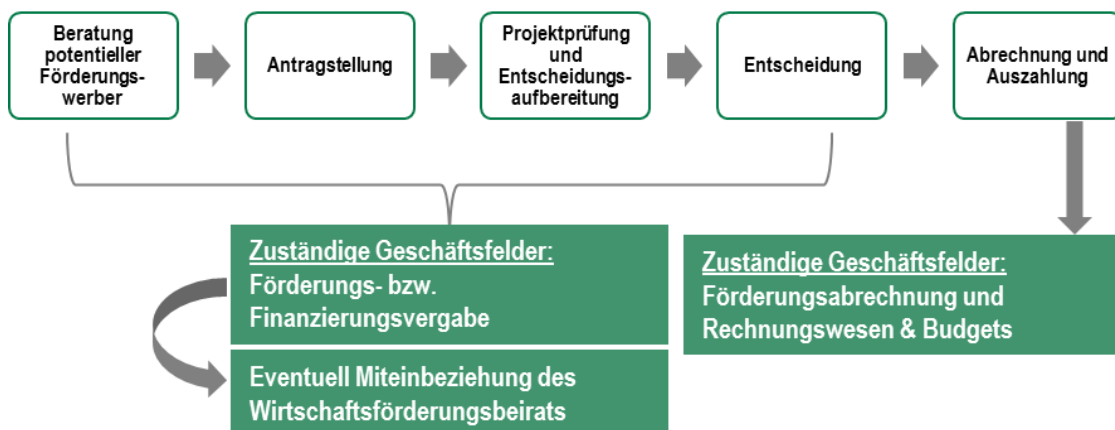 Beratung
potentieller
Förderungs-
werber
Antragstellung
Projektprüfung
und
Entscheidungs-
aufbereitung
Entscheidung
Abrechnung und
Auszahlung
Zuständige Geschäftsfelder:
Förderungs- bzw.
Finanzierungsvergabe
Eventuell Miteinbeziehung des
Wirtschaftsförderungsbeirats
Zuständige Geschäftsfelder:
Förderungsabrechnung und
Rechnungswesen & Budgets